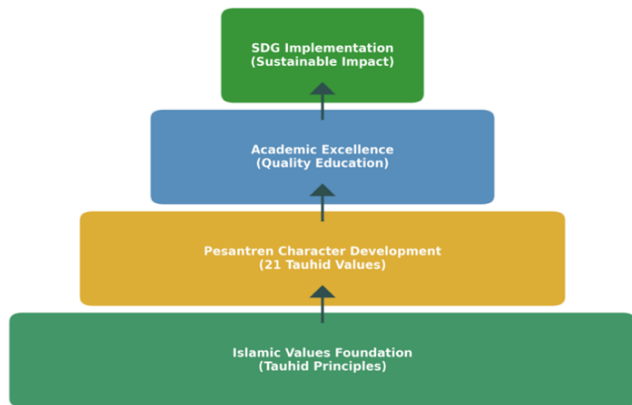 SDG Implementation
(Sustainable Impact)
Academic Excellence
(Quality Education)
Pesantren Character Development
(21 Tauhid Values)
Islamic Values Foundation
(Tauhid Principles)